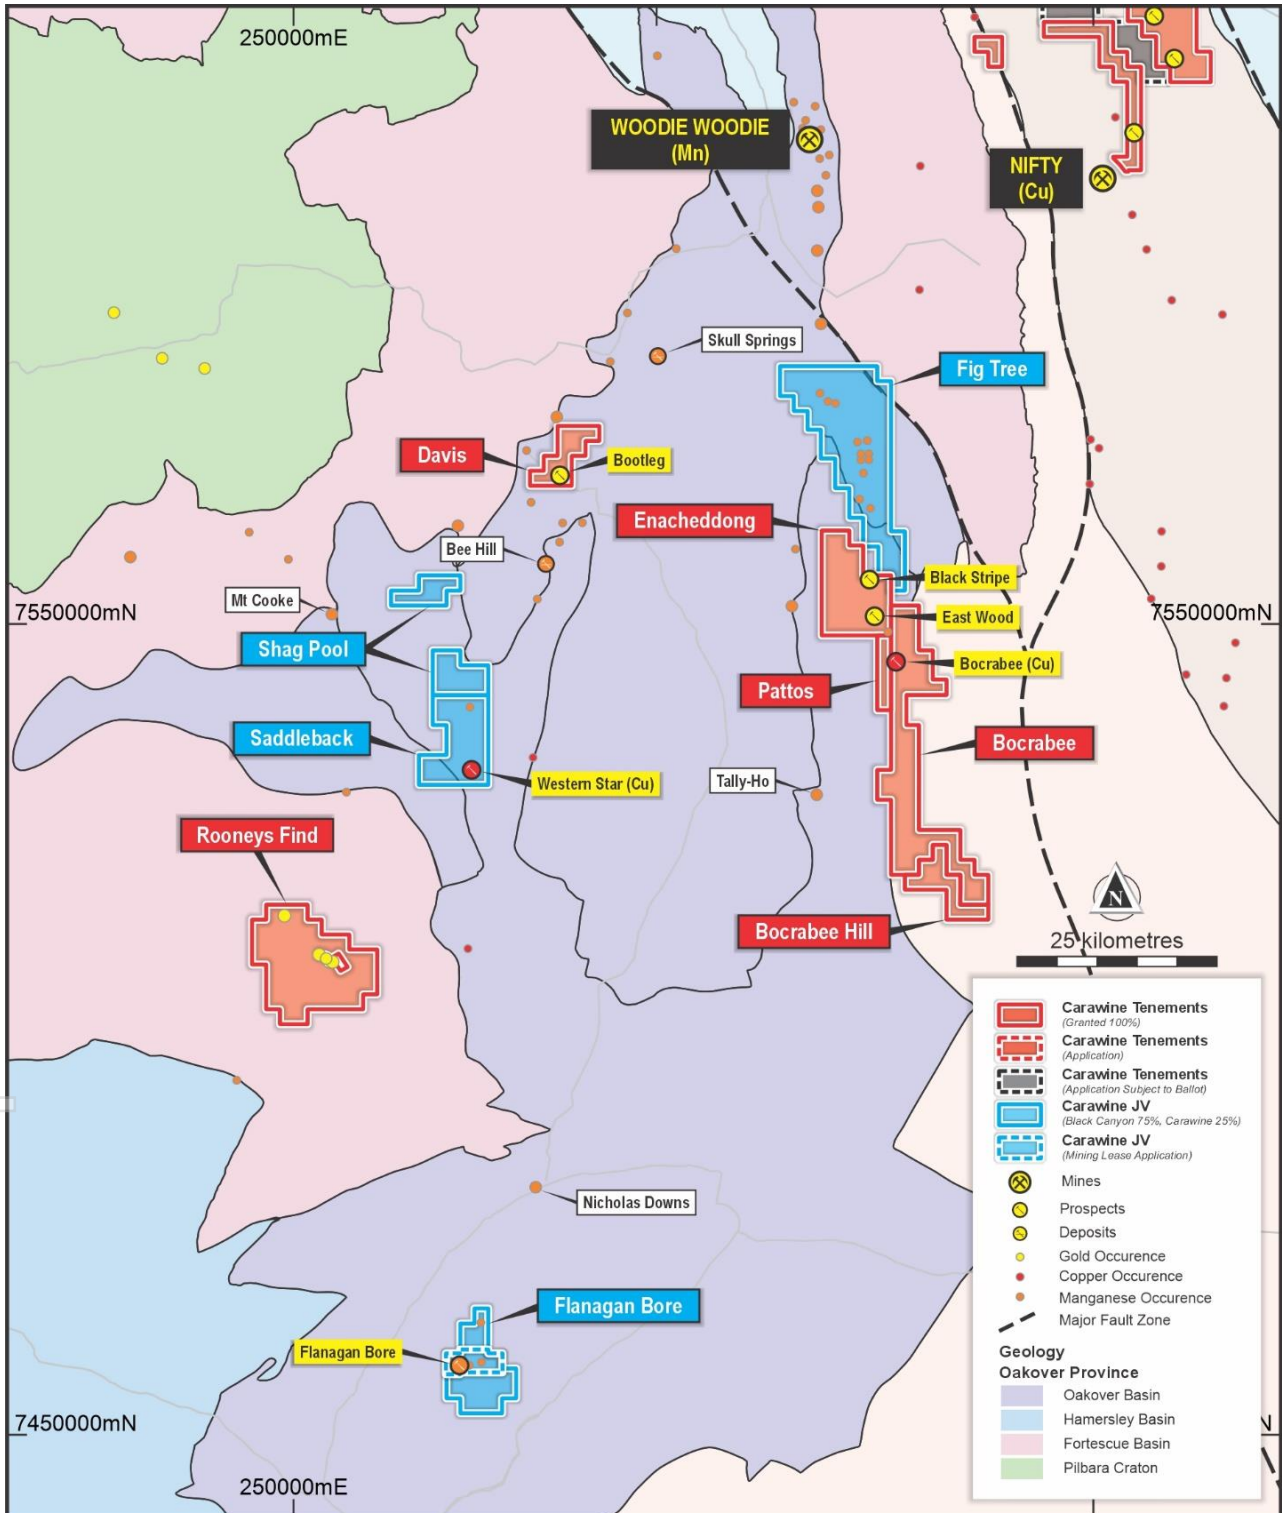 250000mE
WOODIE WOODIE
(Mn)
NIFTY
(Cu)
Skull Springs
Fig Tree
Davis
Bootleg
Enacheddong
Bee Hill
Black Stripe
Mt Cooke
7550000mN
7550000mN
East Wood
Shag Pool
Bocrabee (Cu)
Pattos
Saddleback
Bocrabee
Western Star (Cu)
Tally-Ho
Rooneys Find
N
Bocrabee Hill
25 kilometres
Carawine Tenements
(Granted 100%)
Carawine Tenements
(Application)
Carawine Tenements
(Application Subject to Ballot)
Carawine JV
(Black Canyon 75%, Carawine 25%)
Carawine JV
(Mining Lease Application)
Mines
Prospects
Deposits
Gold Occurence
Copper Occurence
Manganese Occurence
Major Fault Zone
Geology
Oakover Province
Oakover Basin
Hamersley Basin
Fortescue Basin
Pilbara Craton
Nicholas Downs
Flanagan Bore
Flanagan Bore
7450000mN
N
250000mE